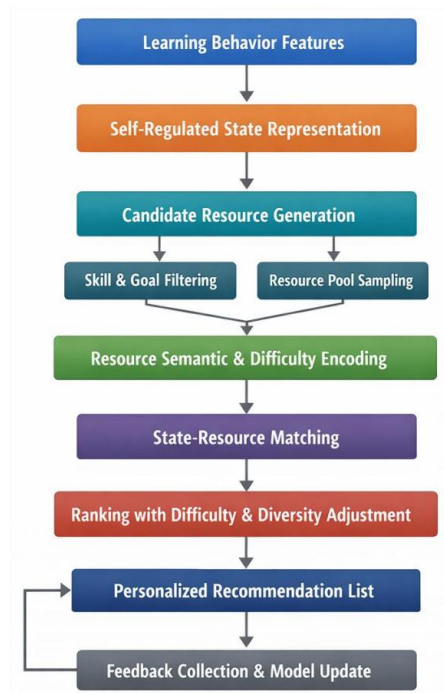 Learning Behavior Features
Self-Regulated State Representation
Candidate Resource Generation
Skill & Goal Filtering
Resource Pool Sampling
Resource Semantic & Difficulty Encoding
State-Resource Matching
Ranking with Difficulty & Diversity Adjustment
Personalized Recommendation List
Feedback Collection & Model Update